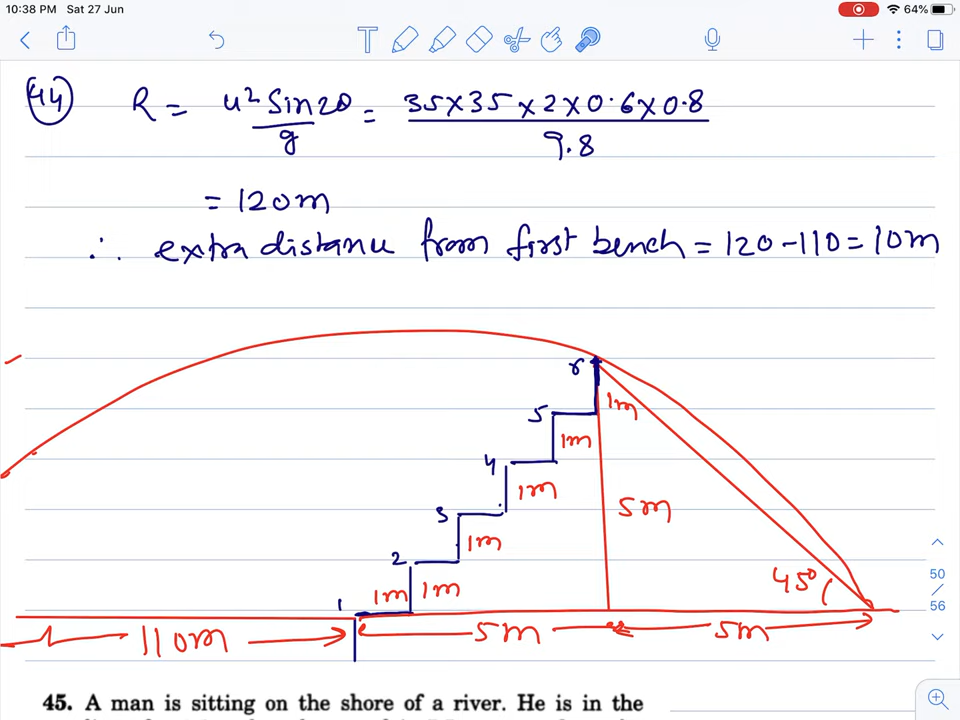 10:38 PM Sat 27 Jun 64%
44 R = u² Sin2θ / g = 35×35×2×0.6×0.8 / 9.8
= 120m
∴ extra distance from first bench = 120-110 = 10m
6
1m
5
1m
4
1m
5m
3
1m
2
1m
45°
1
1m
110m
5m
5m
50
/
56
45. A man is sitting on the shore of a river. He is in the